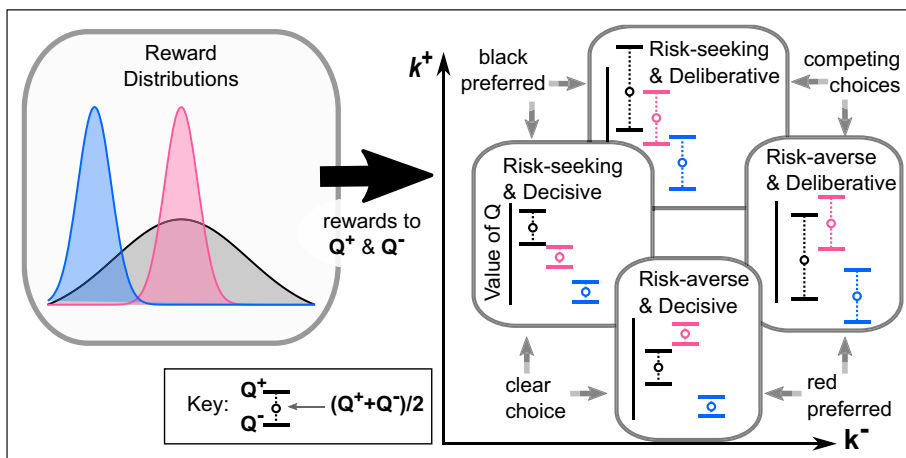 Reward
Distributions
rewards to
Q⁺ & Q⁻
Key:
Q⁺
Q⁻
(Q⁺+Q⁻)/2
k⁺
black
preferred
Risk-seeking
& Deliberative
competing
choices
Risk-seeking
& Decisive
Value of Q
Risk-averse
& Deliberative
Risk-averse
& Decisive
clear
choice
red
preferred
k⁻